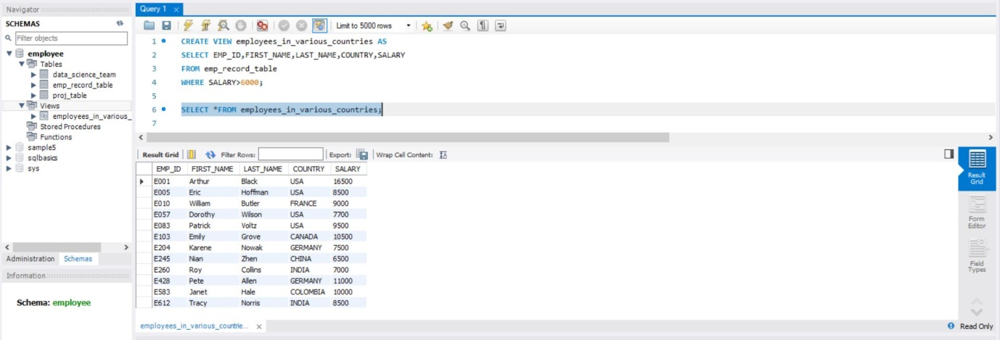 Navigator
SCHEMAS
Filter objects
employee
Tables
data_science_team
emp_record_table
proj_table
Views
employees_in_various_
Stored Procedures
Functions
sample5
sqlbasics
sys
Administration Schemas
Information
Schema: employee
Query 1
Limit to 5000 rows
1 CREATE VIEW employees_in_various_countries AS
2 SELECT EMP_ID,FIRST_NAME,LAST_NAME,COUNTRY,SALARY
3 FROM emp_record_table
4 WHERE SALARY>6000;
5
6 SELECT *FROM employees_in_various_countries;
7
Result Grid Filter Rows: Export: Wrap Cell Content: IA
EMP_ID FIRST_NAME LAST_NAME COUNTRY SALARY
E001 Arthur Black USA 16500
E005 Eric Hoffman USA 8500
E010 William Butler FRANCE 9000
E057 Dorothy Wilson USA 7700
E083 Patrick Voltz USA 9500
E103 Emily Grove CANADA 10500
E204 Karene Nowak GERMANY 7500
E245 Nian Zhen CHINA 6500
E260 Roy Collins INDIA 7000
E428 Pete Allen GERMANY 11000
E583 Janet Hale COLOMBIA 10000
E612 Tracy Norris INDIA 8500
Result
Grid
Form
Editor
Field
Types
employees_in_various_countrie...
Read Only